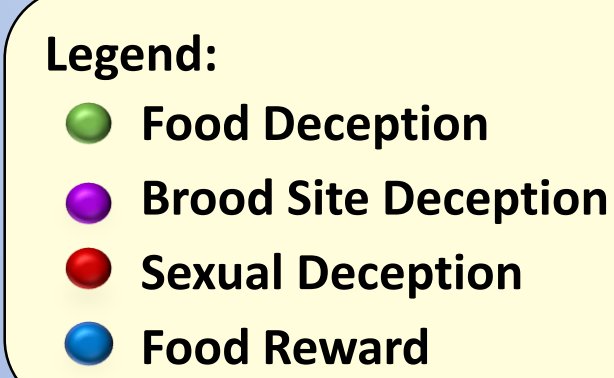 Legend:
Food Deception
Brood Site Deception
Sexual Deception
Food Reward